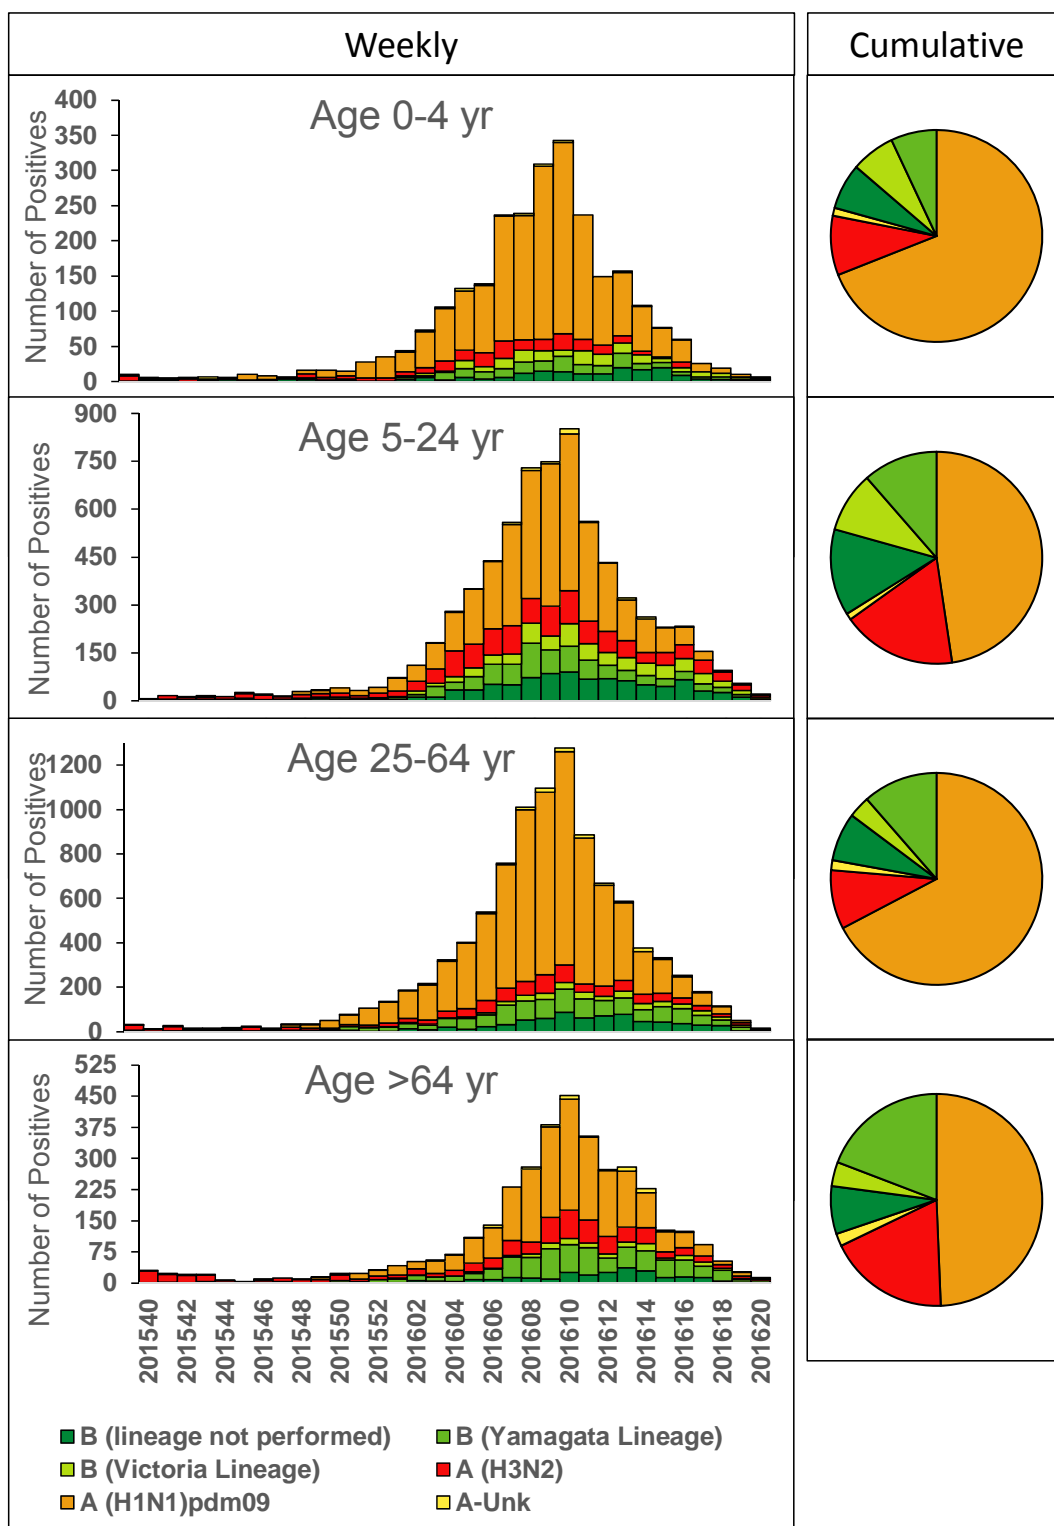 Weekly Cumulative
Age 0-4 yr
Number of Positives
400
350
300
250
200
150
100
50
0
Age 5-24 yr
Number of Positives
900
750
600
450
300
150
0
Age 25-64 yr
Number of Positives
1200
1000
800
600
400
200
0
Age >64 yr
Number of Positives
525
450
375
300
225
150
75
0
201540 201542 201544 201546 201548 201550 201552 201602 201604 201606 201608 201610 201612 201614 201616 201618 201620
B (lineage not performed) B (Yamagata Lineage)
B (Victoria Lineage) A (H3N2)
A (H1N1)pdm09 A-Unk